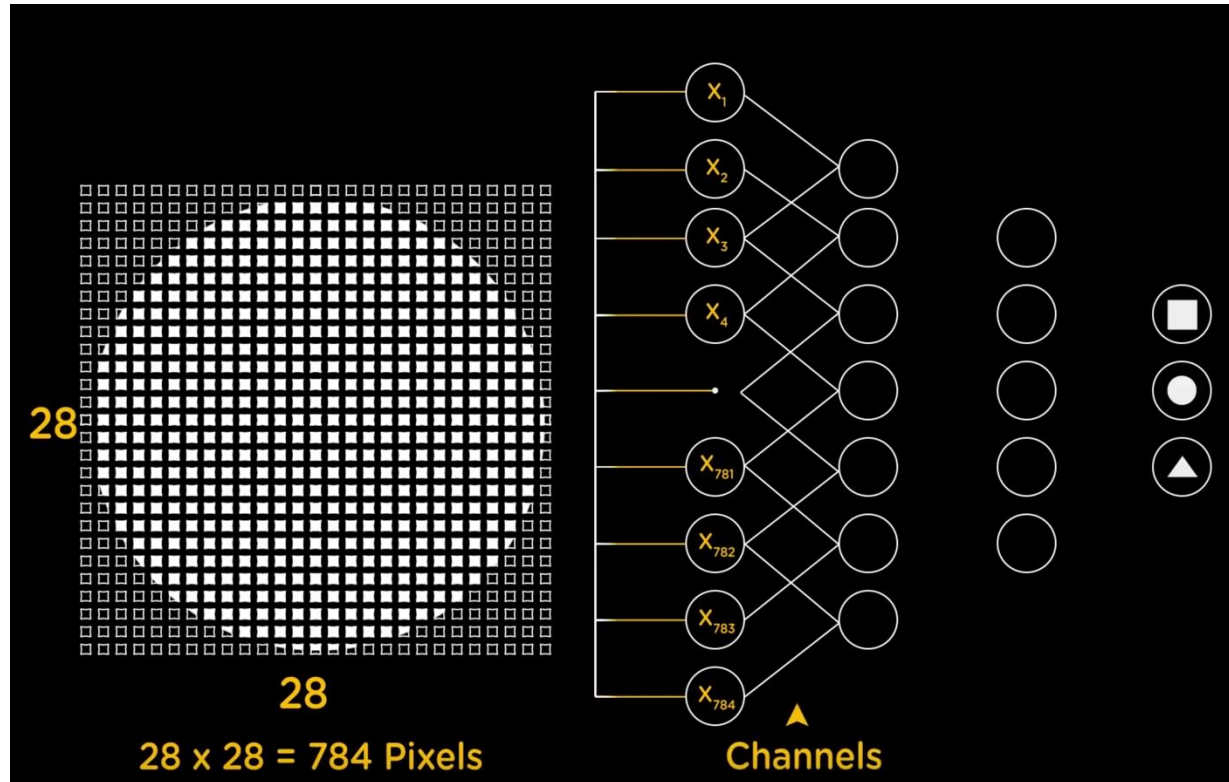 X₁
X₂
X₃
X₄
28
X₇₈₁
X₇₈₂
X₇₈₃
X₇₈₄
28
28 x 28 = 784 Pixels
Channels